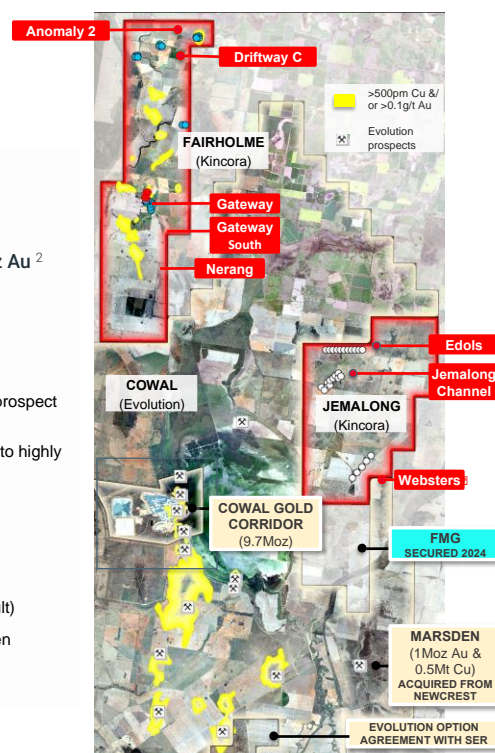 Anomaly 2
Driftway C
>500pm Cu &/
or >0.1g/t Au
Evolution
prospects
FAIRHOLME
(Kincora)
Gateway
Gateway
South
Nerang
Au ²
Edols
COWAL
(Evolution)
Jemalong
Channel
prospect
JEMALONG
(Kincora)
to highly
Websters
COWAL GOLD
CORRIDOR
(9.7Moz)
FMG
SECURED 2024
MARSDEN
(1Moz Au &
0.5Mt Cu)
ACQUIRED FROM
NEWCREST
EVOLUTION OPTION
AGREEMENT WITH SER